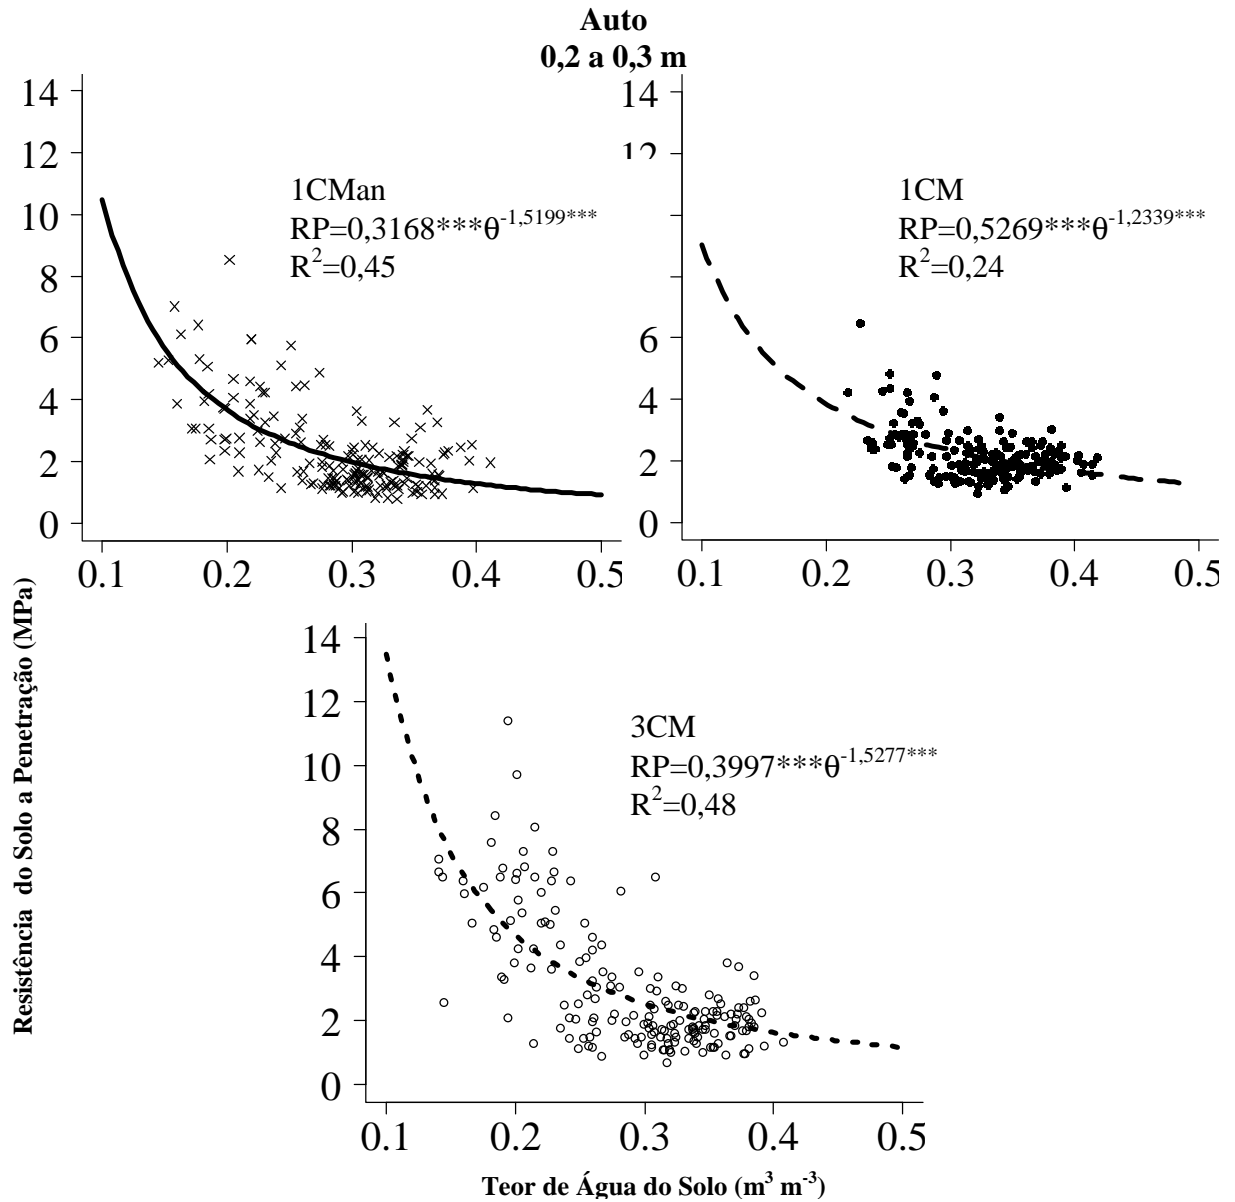 Auto
0,2 a 0,3 m
14
12
10
8
6
4
2
0
0.1 0.2 0.3 0.4 0.5
1CMan
RP=0,3168***θ^-1,5199***
R²=0,45
14
12
6
4
2
0
0.1 0.2 0.3 0.4 0.5
1CM
RP=0,5269***θ^-1,2339***
R²=0,24
Resistência do Solo a Penetração (MPa)
14
12
10
8
6
4
2
0
0.1 0.2 0.3 0.4 0.5
3CM
RP=0,3997***θ^-1,5277***
R²=0,48
Teor de Água do Solo (m³ m⁻³)